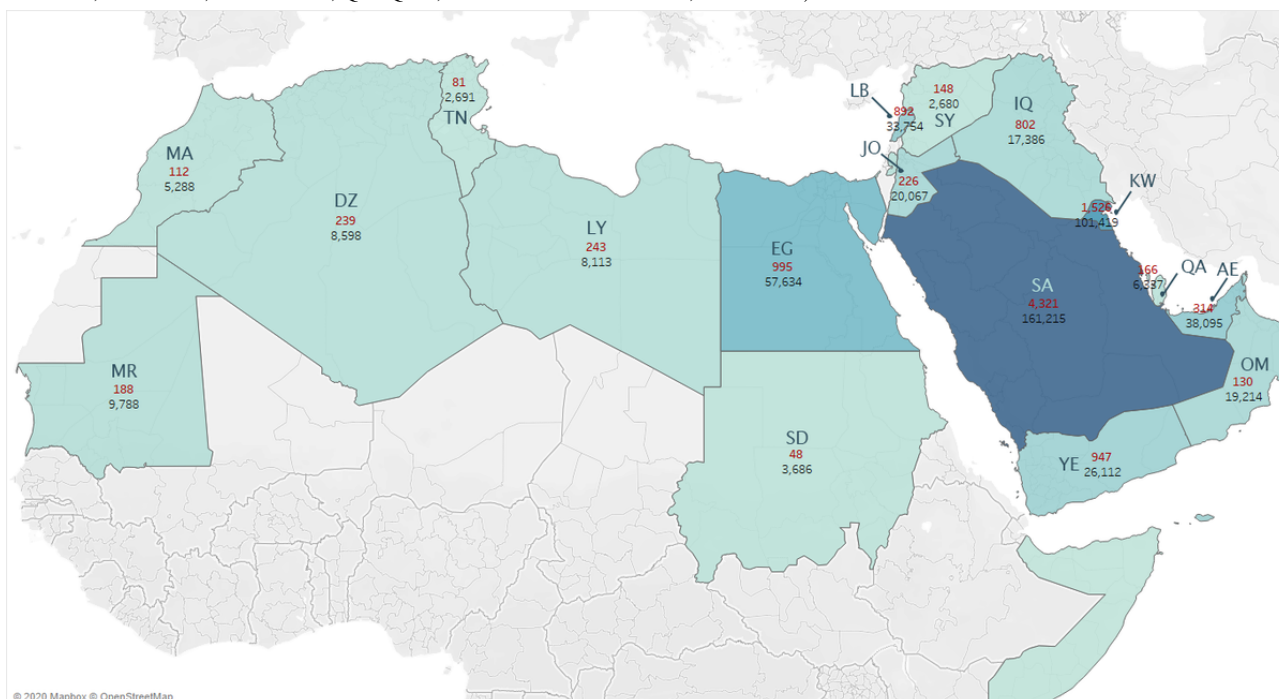 MA
112
5,288
DZ
239
8,598
81
2,691
TN
LY
243
8,113
EG
995
57,634
MR
188
9,788
SD
48
3,686
LB
892
33,754
148
2,680
SY
IQ
802
17,386
JO
226
20,067
KW
1,526
101,419
SA
4,321
161,215
166
6,337
QA
AE
314
38,095
OM
130
19,214
YE
947
26,112
© 2020 Mapbox © OpenStreetMap